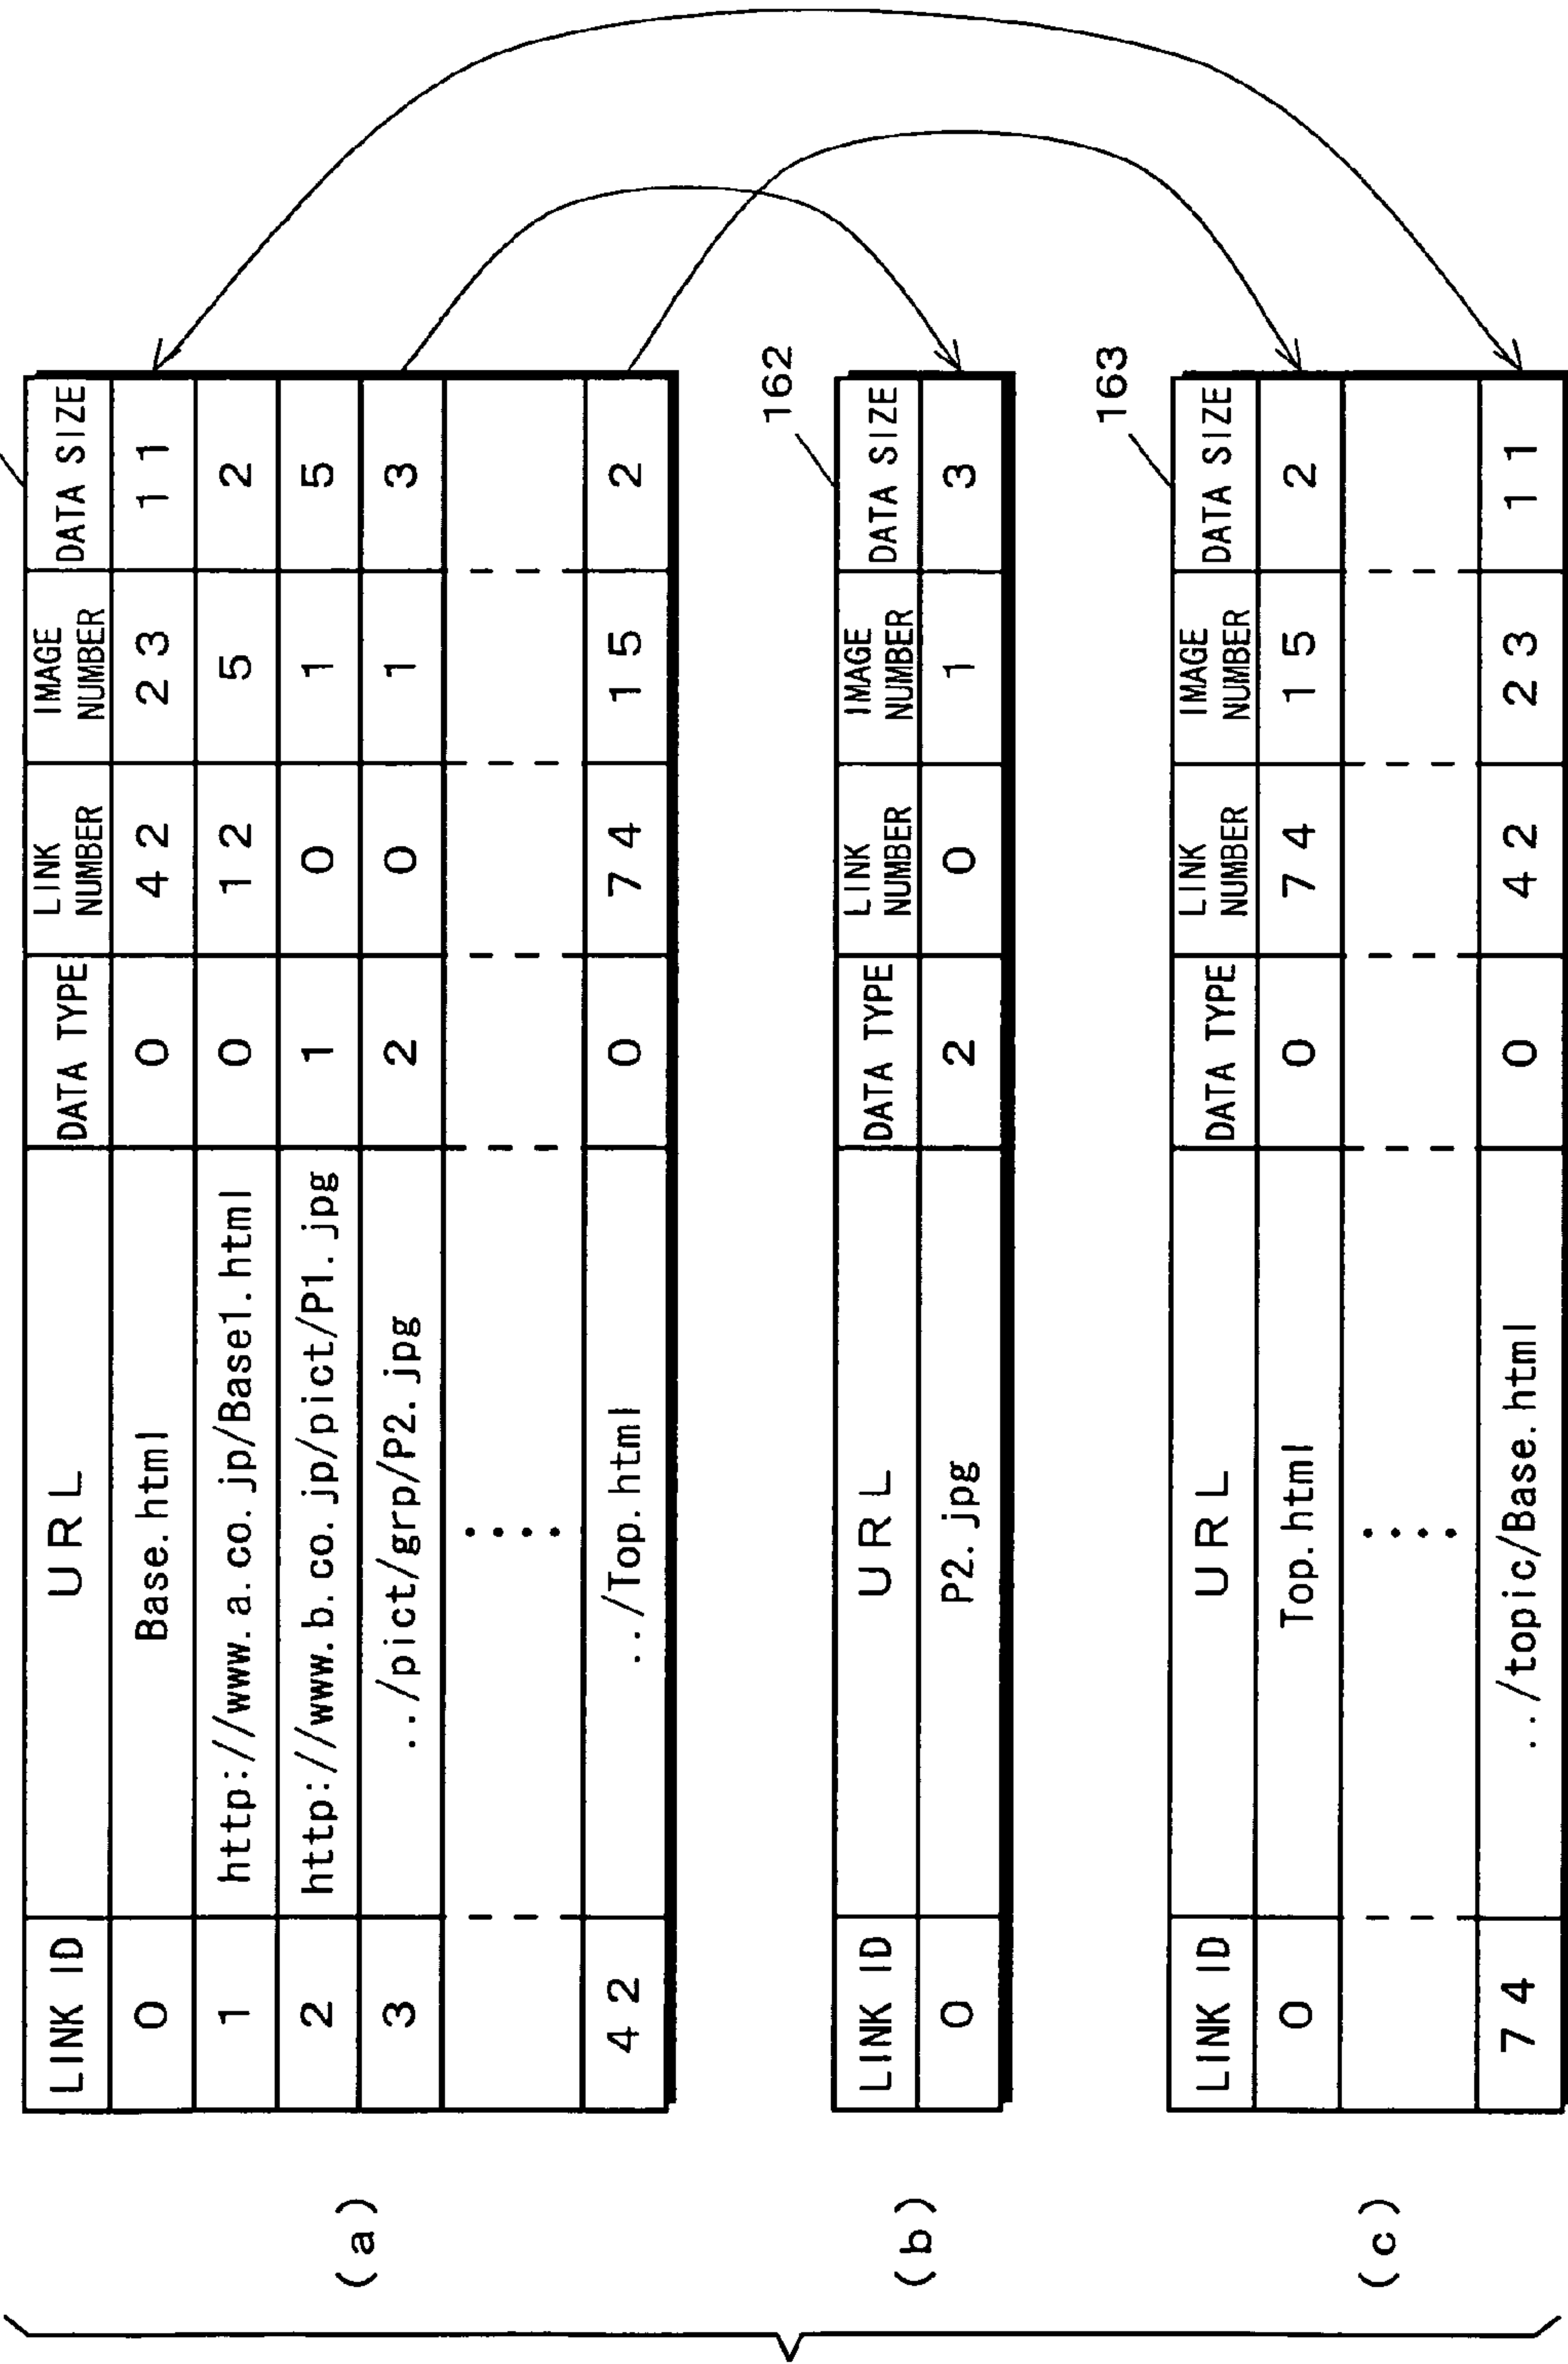 (a)
LINK ID URL DATA TYPE LINK NUMBER IMAGE NUMBER DATA SIZE
0 Base.html 0 42 23 11
1 http://www.a.co.jp/Base1.html 0 12 5 2
2 http://www.b.co.jp/pict/P1.jpg 1 0 1 5
3 ../pict/grp/P2.jpg 2 0 1 3
....
42 ../Top.html 0 74 15 2
(b)
162
LINK ID URL DATA TYPE LINK NUMBER IMAGE NUMBER DATA SIZE
0 P2.jpg 2 0 1 3
(c)
163
LINK ID URL DATA TYPE LINK NUMBER IMAGE NUMBER DATA SIZE
0 Top.html 0 74 15 2
....
74 ../topic/Base.html 0 42 23 11